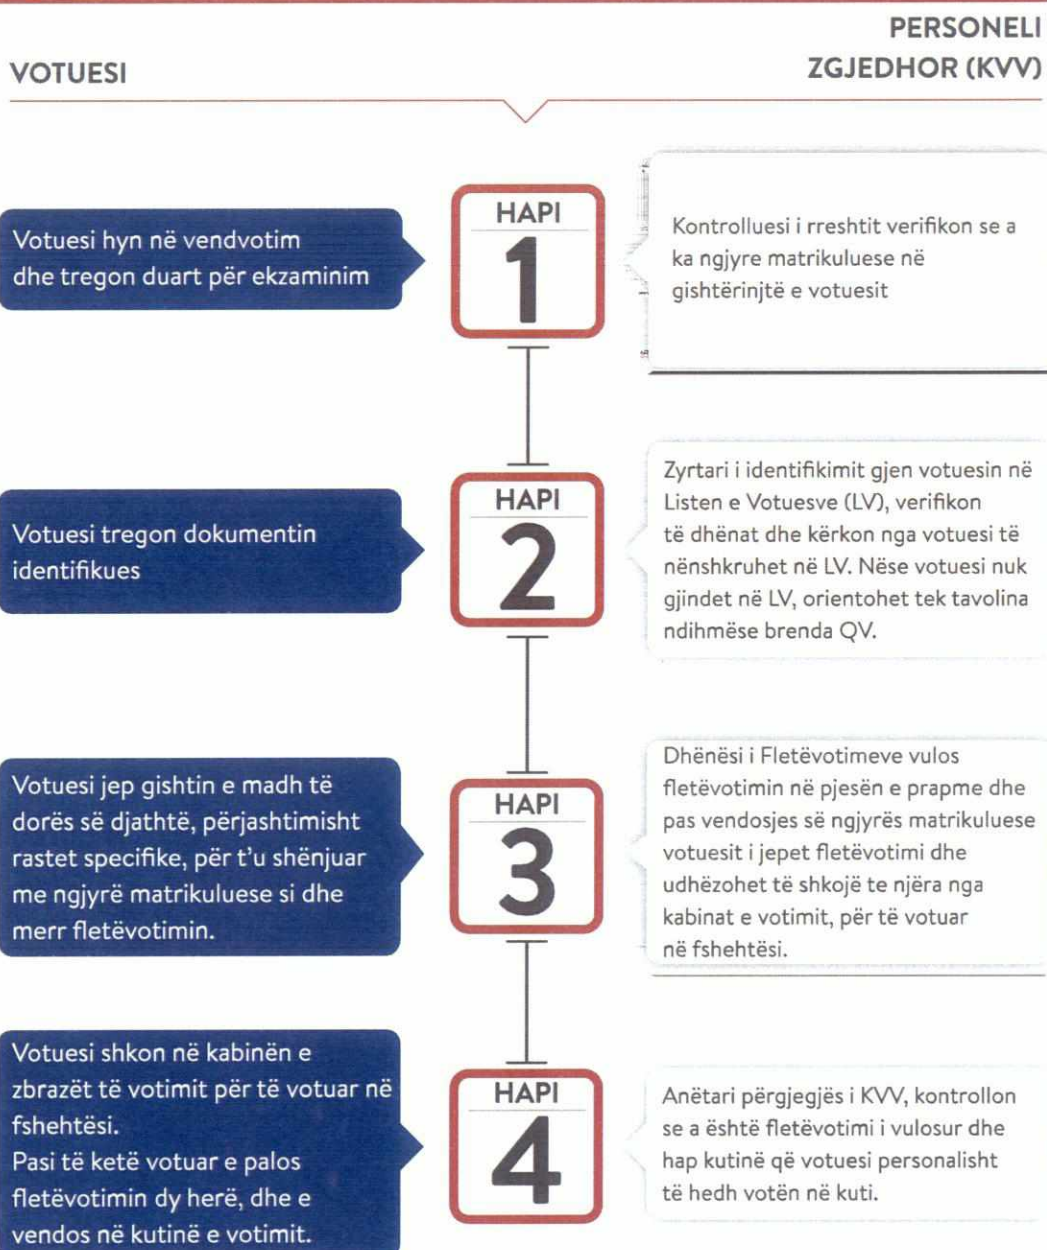 VOTUESI
PERSONELI
ZGJEDHOR (KVV)
Votuesi hyn në vendvotim
dhe tregon duart për ekzaminim
HAPI
1
Kontrolluesi i rreshtit verifikon se a
ka ngjyre matrikuluese në
gishtërinjtë e votuesit
Votuesi tregon dokumentin
identifikues
HAPI
2
Zyrtari i identifikimit gjen votuesin në
Listen e Votuesve (LV), verifikon
të dhënat dhe kërkon nga votuesi të
nënshkruhet në LV. Nëse votuesi nuk
gjindet në LV, orientohet tek tavolina
ndihmëse brenda QV.
Votuesi jep gishtin e madh të
dorës së djathtë, përjashtimisht
rastet specifike, për t'u shënjuar
me ngjyrë matrikuluese si dhe
merr fletëvotimin.
HAPI
3
Dhënësi i Fletëvotimeve vulos
fletëvotimin në pjesën e prapme dhe
pas vendosjes së ngjyrës matrikuluese
votuesit i jepet fletëvotimi dhe
udhëzohet të shkojë te njëra nga
kabinat e votimit, për të votuar
në fshehtësi.
Votuesi shkon në kabinën e
zbrazët të votimit për të votuar në
fshehtësi.
Pasi të ketë votuar e palos
fletëvotimin dy herë, dhe e
vendos në kutinë e votimit.
HAPI
4
Anëtari përgjegjës i KVV, kontrollon
se a është fletëvotimi i vulosur dhe
hap kutinë që votuesi personalisht
të hedh votën në kuti.